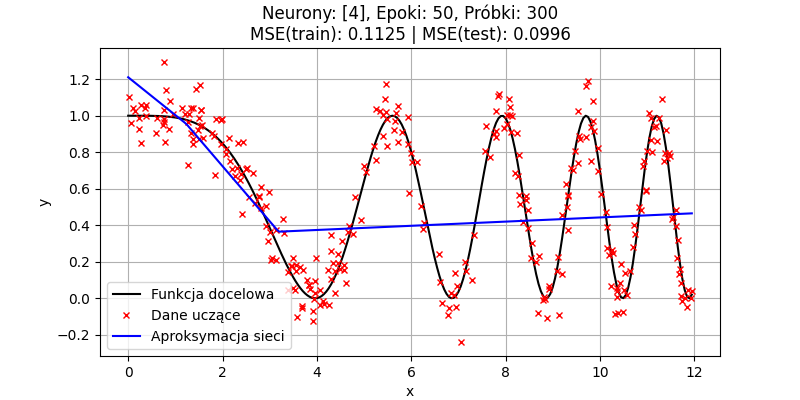 Neurony: [4], Epoki: 50, Próbki: 300
MSE(train): 0.1125 | MSE(test): 0.0996
1.2
1.0
0.8
0.6
0.4
0.2
0.0
−0.2
y
Funkcja docelowa
Dane uczące
Aproksymacja sieci
0 2 4 6 8 10 12
x